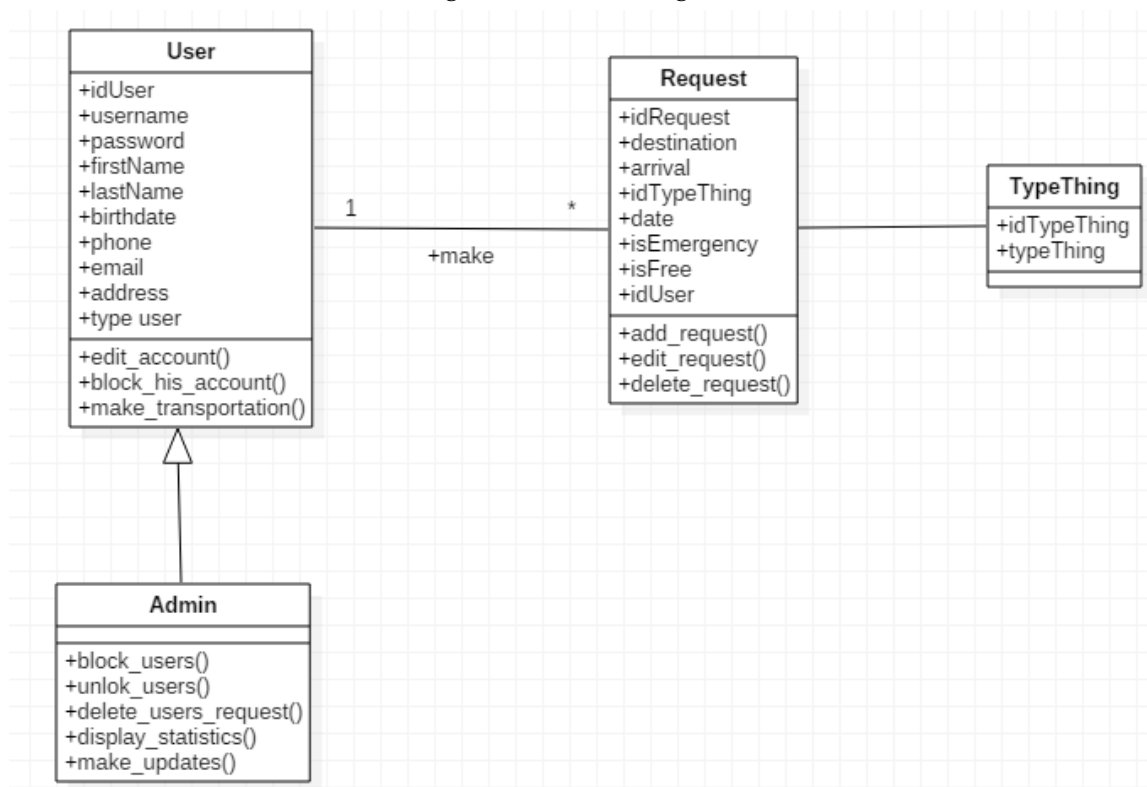 User
+idUser
+username
+password
+firstName
+lastName
+birthdate
+phone
+email
+address
+type user
+edit_account()
+block_his_account()
+make_transportation()
1
*
+make
Request
+idRequest
+destination
+arrival
+idTypeThing
+date
+isEmergency
+isFree
+idUser
+add_request()
+edit_request()
+delete_request()
TypeThing
+idTypeThing
+typeThing
Admin
+block_users()
+unlok_users()
+delete_users_request()
+display_statistics()
+make_updates()